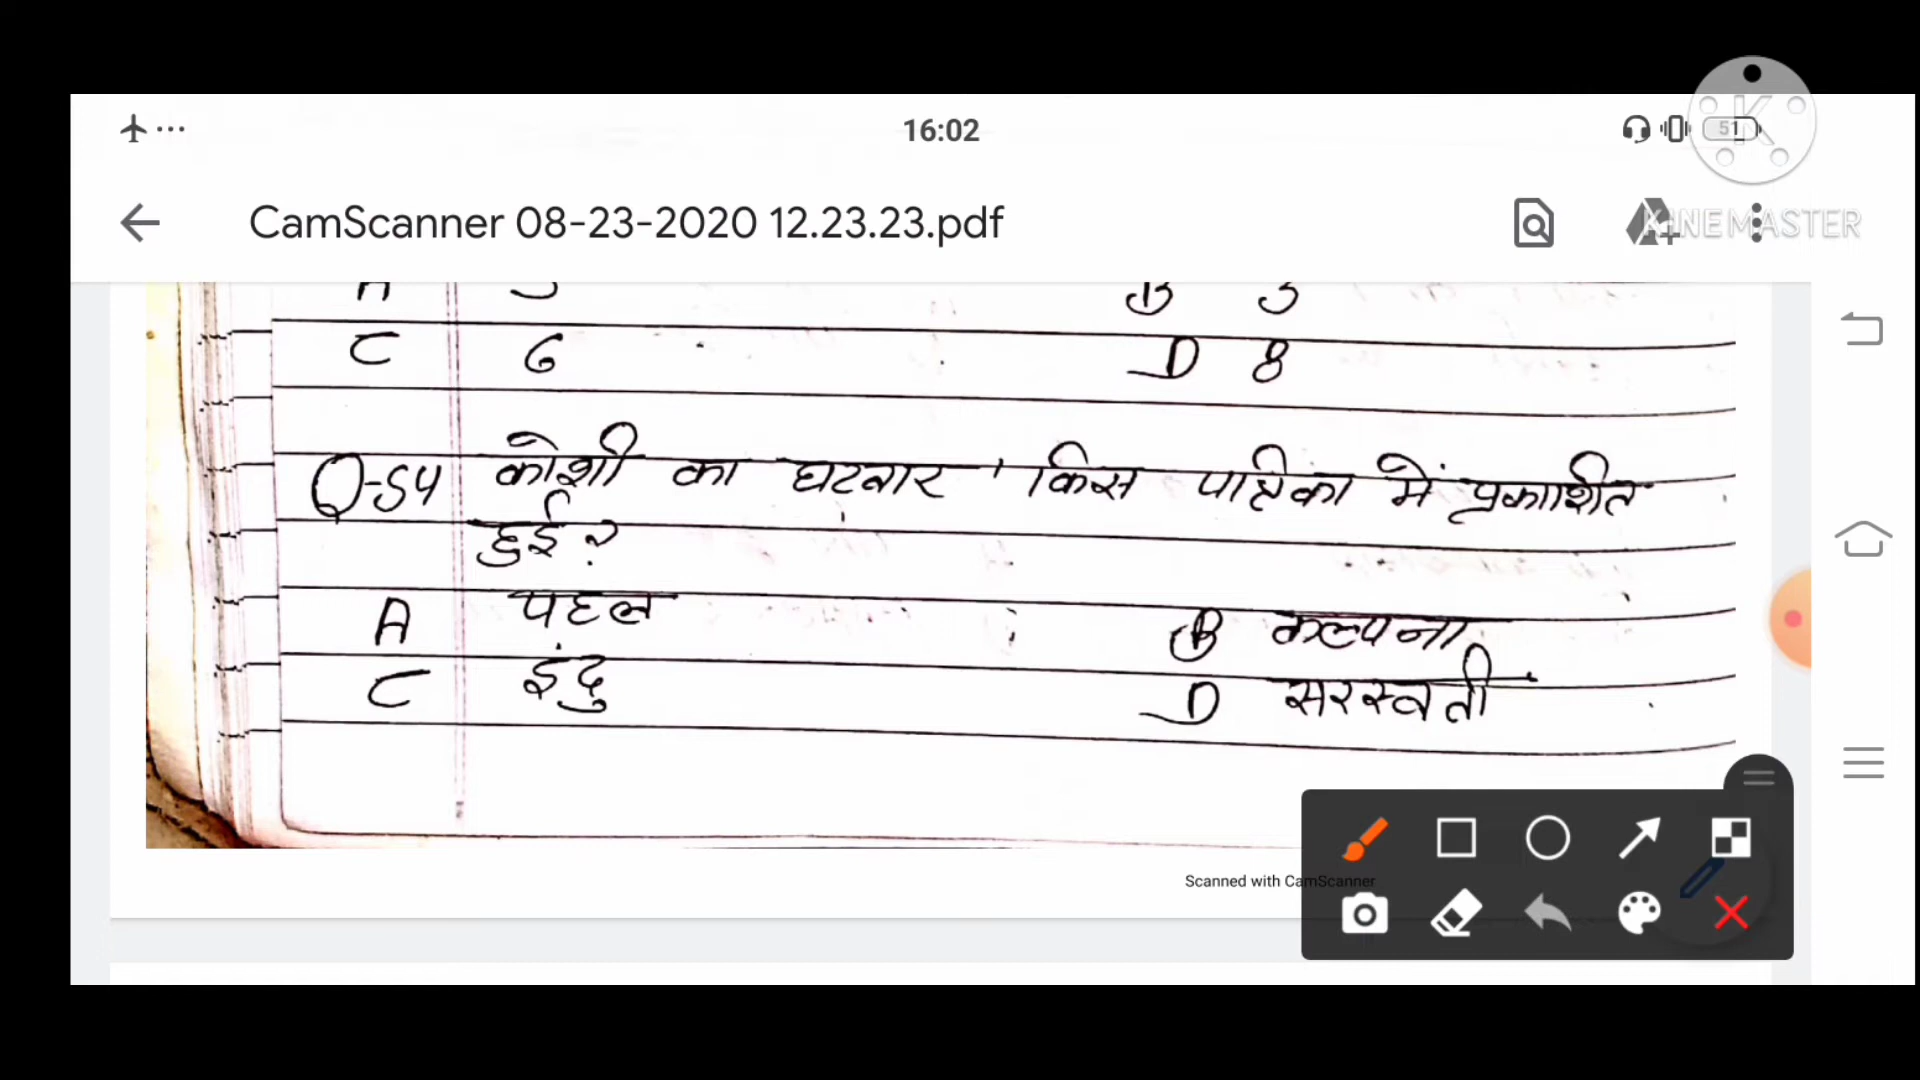 16:02
51
K
CamScanner 08-23-2020 12.23.23.pdf
KINEMASTER
C 6 D 8
Q-54 कोशी का घटवार ' किस पत्रिका में प्रकाशित
हुई?
A पहल B कल्पना
C इंदु D सरस्वती
Scanned with CamScanner